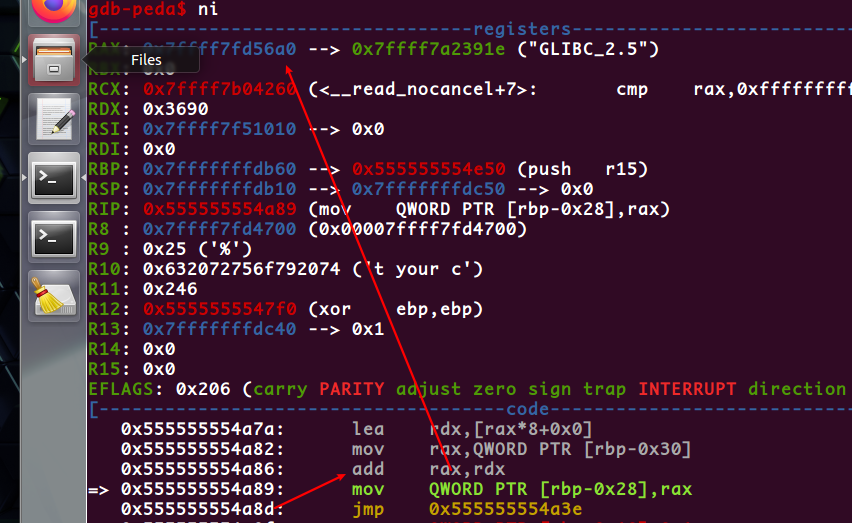 gdb-peda$ ni
[----------------------------------registers-----------------------------------
RAX: 0x7ffff7fd56a0 --> 0x7ffff7a2391e ("GLIBC_2.5")
Files
RBX: 0x0
RCX: 0x7ffff7b04260 (<__read_nocancel+7>: cmp rax,0xfffffffff
RDX: 0x3690
RSI: 0x7ffff7f51010 --> 0x0
RDI: 0x0
RBP: 0x7fffffffdb60 --> 0x555555554e50 (push r15)
RSP: 0x7fffffffdb10 --> 0x7fffffffdc50 --> 0x0
RIP: 0x555555554a89 (mov QWORD PTR [rbp-0x28],rax)
R8 : 0x7ffff7fd4700 (0x00007ffff7fd4700)
R9 : 0x25 ('%')
R10: 0x632072756f792074 ('t your c')
R11: 0x246
R12: 0x5555555547f0 (xor ebp,ebp)
R13: 0x7fffffffdc40 --> 0x1
R14: 0x0
R15: 0x0
EFLAGS: 0x206 (carry PARITY adjust zero sign trap INTERRUPT direction
[-------------------------------------code-------------------------------------
0x555555554a7a: lea rdx,[rax*8+0x0]
0x555555554a82: mov rax,QWORD PTR [rbp-0x30]
0x555555554a86: add rax,rdx
=> 0x555555554a89: mov QWORD PTR [rbp-0x28],rax
0x555555554a8d: jmp 0x555555554a3e